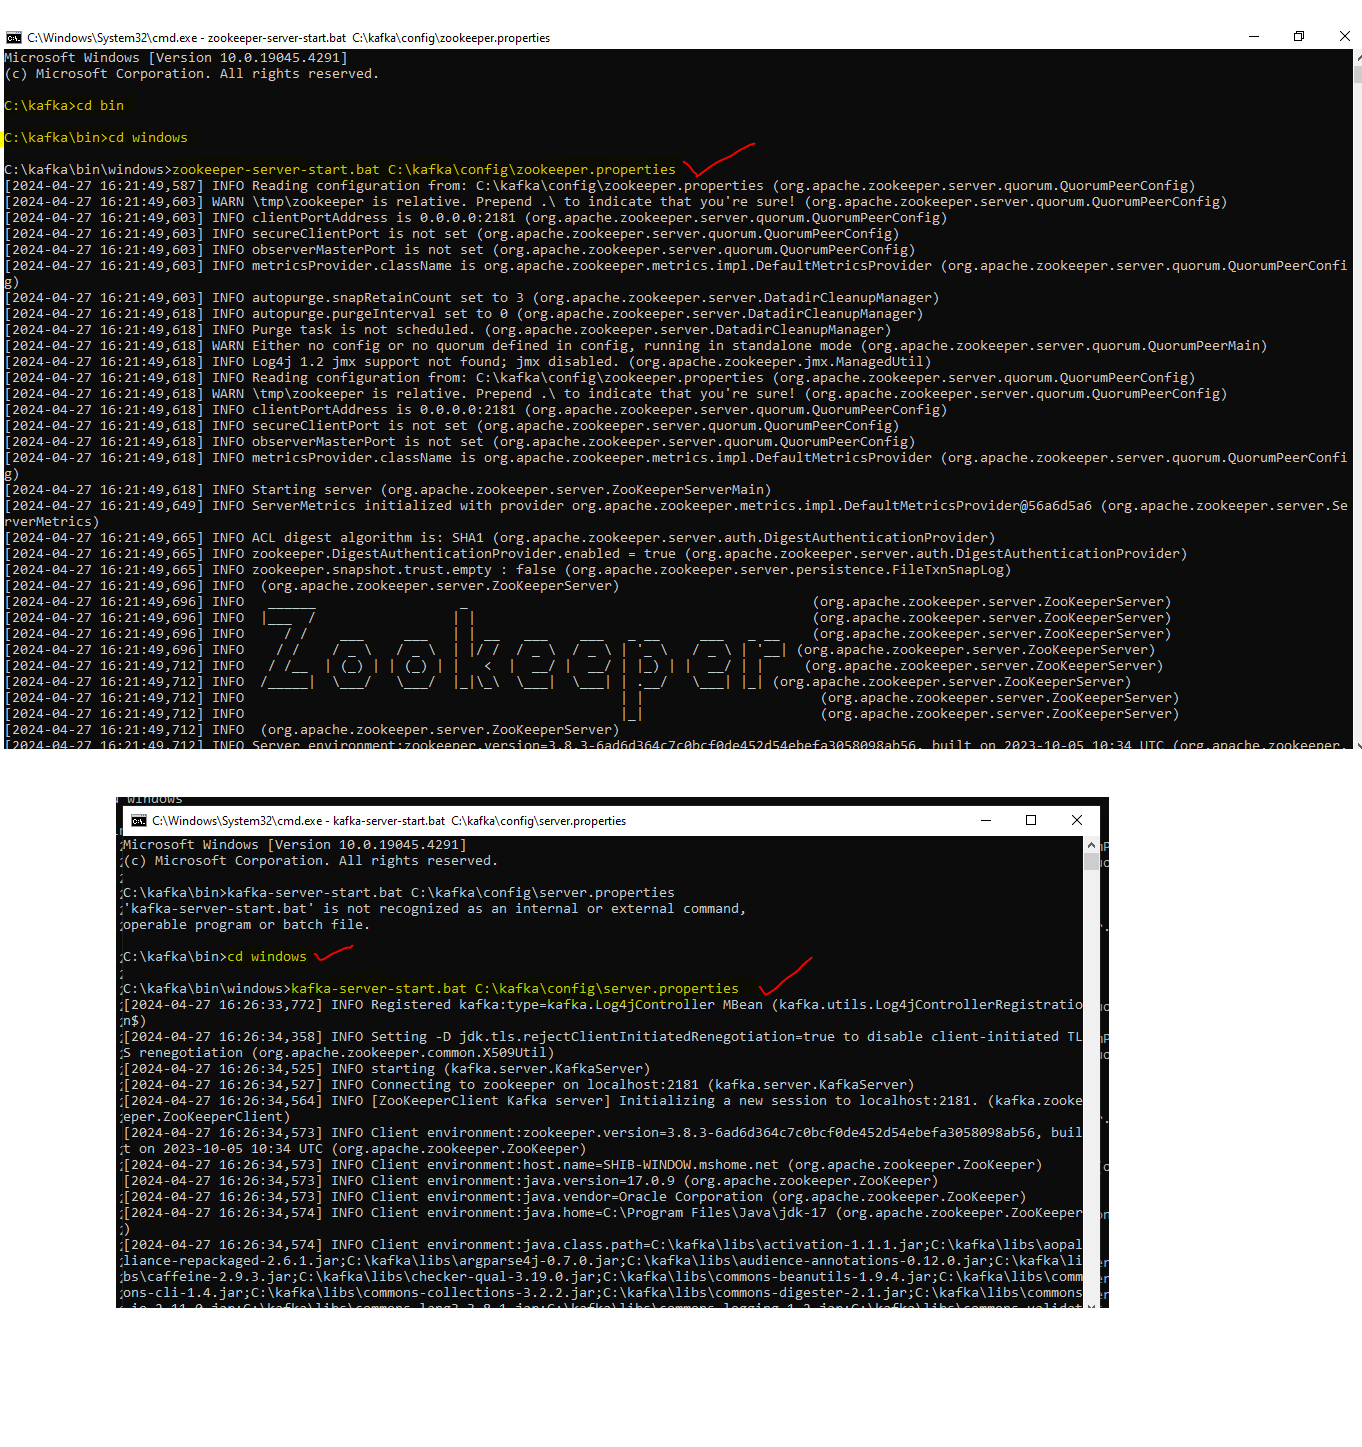 C:\Windows\System32\cmd.exe - zookeeper-server-start.bat  C:\kafka\config\zookeeper.properties
Microsoft Windows [Version 10.0.19045.4291]
(c) Microsoft Corporation. All rights reserved.
C:\kafka>cd bin
C:\kafka\bin>cd windows
C:\kafka\bin\windows>zookeeper-server-start.bat C:\kafka\config\zookeeper.properties
[2024-04-27 16:21:49,587] INFO Reading configuration from: C:\kafka\config\zookeeper.properties (org.apache.zookeeper.server.quorum.QuorumPeerConfig)
[2024-04-27 16:21:49,603] WARN \tmp\zookeeper is relative. Prepend .\ to indicate that you're sure! (org.apache.zookeeper.server.quorum.QuorumPeerConfig)
[2024-04-27 16:21:49,603] INFO clientPortAddress is 0.0.0.0:2181 (org.apache.zookeeper.server.quorum.QuorumPeerConfig)
[2024-04-27 16:21:49,603] INFO secureClientPort is not set (org.apache.zookeeper.server.quorum.QuorumPeerConfig)
[2024-04-27 16:21:49,603] INFO observerMasterPort is not set (org.apache.zookeeper.server.quorum.QuorumPeerConfig)
[2024-04-27 16:21:49,603] INFO metricsProvider.className is org.apache.zookeeper.metrics.impl.DefaultMetricsProvider (org.apache.zookeeper.server.quorum.QuorumPeerConfi
g)
[2024-04-27 16:21:49,603] INFO autopurge.snapRetainCount set to 3 (org.apache.zookeeper.server.DatadirCleanupManager)
[2024-04-27 16:21:49,618] INFO autopurge.purgeInterval set to 0 (org.apache.zookeeper.server.DatadirCleanupManager)
[2024-04-27 16:21:49,618] INFO Purge task is not scheduled. (org.apache.zookeeper.server.DatadirCleanupManager)
[2024-04-27 16:21:49,618] WARN Either no config or no quorum defined in config, running in standalone mode (org.apache.zookeeper.server.quorum.QuorumPeerMain)
[2024-04-27 16:21:49,618] INFO Log4j 1.2 jmx support not found; jmx disabled. (org.apache.zookeeper.jmx.ManagedUtil)
[2024-04-27 16:21:49,618] INFO Reading configuration from: C:\kafka\config\zookeeper.properties (org.apache.zookeeper.server.quorum.QuorumPeerConfig)
[2024-04-27 16:21:49,618] WARN \tmp\zookeeper is relative. Prepend .\ to indicate that you're sure! (org.apache.zookeeper.server.quorum.QuorumPeerConfig)
[2024-04-27 16:21:49,618] INFO clientPortAddress is 0.0.0.0:2181 (org.apache.zookeeper.server.quorum.QuorumPeerConfig)
[2024-04-27 16:21:49,618] INFO secureClientPort is not set (org.apache.zookeeper.server.quorum.QuorumPeerConfig)
[2024-04-27 16:21:49,618] INFO observerMasterPort is not set (org.apache.zookeeper.server.quorum.QuorumPeerConfig)
[2024-04-27 16:21:49,618] INFO metricsProvider.className is org.apache.zookeeper.metrics.impl.DefaultMetricsProvider (org.apache.zookeeper.server.quorum.QuorumPeerConfi
g)
[2024-04-27 16:21:49,618] INFO Starting server (org.apache.zookeeper.server.ZooKeeperServerMain)
[2024-04-27 16:21:49,649] INFO ServerMetrics initialized with provider org.apache.zookeeper.metrics.impl.DefaultMetricsProvider@56a6d5a6 (org.apache.zookeeper.server.Se
rverMetrics)
[2024-04-27 16:21:49,665] INFO ACL digest algorithm is: SHA1 (org.apache.zookeeper.server.auth.DigestAuthenticationProvider)
[2024-04-27 16:21:49,665] INFO zookeeper.DigestAuthenticationProvider.enabled = true (org.apache.zookeeper.server.auth.DigestAuthenticationProvider)
[2024-04-27 16:21:49,665] INFO zookeeper.snapshot.trust.empty : false (org.apache.zookeeper.server.persistence.FileTxnSnapLog)
[2024-04-27 16:21:49,696] INFO  (org.apache.zookeeper.server.ZooKeeperServer)
[2024-04-27 16:21:49,696] INFO (org.apache.zookeeper.server.ZooKeeperServer)
[2024-04-27 16:21:49,696] INFO (org.apache.zookeeper.server.ZooKeeperServer)
[2024-04-27 16:21:49,696] INFO (org.apache.zookeeper.server.ZooKeeperServer)
[2024-04-27 16:21:49,696] INFO Zookeeper (org.apache.zookeeper.server.ZooKeeperServer)
[2024-04-27 16:21:49,712] INFO (org.apache.zookeeper.server.ZooKeeperServer)
[2024-04-27 16:21:49,712] INFO (org.apache.zookeeper.server.ZooKeeperServer)
[2024-04-27 16:21:49,712] INFO (org.apache.zookeeper.server.ZooKeeperServer)
[2024-04-27 16:21:49,712] INFO (org.apache.zookeeper.server.ZooKeeperServer)
[2024-04-27 16:21:49,712] INFO  (org.apache.zookeeper.server.ZooKeeperServer)
[2024-04-27 16:21:49,712] INFO Server environment:zookeeper.version=3.8.3-6ad6d364c7c0bcf0de452d54ebefa3058098ab56, built on 2023-10-05 10:34 UTC (org.apache.zookeeper.
windows
C:\Windows\System32\cmd.exe - kafka-server-start.bat  C:\kafka\config\server.properties
Microsoft Windows [Version 10.0.19045.4291]
(c) Microsoft Corporation. All rights reserved.
C:\kafka\bin>kafka-server-start.bat C:\kafka\config\server.properties
'kafka-server-start.bat' is not recognized as an internal or external command,
operable program or batch file.
C:\kafka\bin>cd windows
C:\kafka\bin\windows>kafka-server-start.bat C:\kafka\config\server.properties
[2024-04-27 16:26:33,772] INFO Registered kafka:type=kafka.Log4jController MBean (kafka.utils.Log4jControllerRegistratio
n$)
[2024-04-27 16:26:34,358] INFO Setting -D jdk.tls.rejectClientInitiatedRenegotiation=true to disable client-initiated TL
S renegotiation (org.apache.zookeeper.common.X509Util)
[2024-04-27 16:26:34,525] INFO starting (kafka.server.KafkaServer)
[2024-04-27 16:26:34,527] INFO Connecting to zookeeper on localhost:2181 (kafka.server.KafkaServer)
[2024-04-27 16:26:34,564] INFO [ZooKeeperClient Kafka server] Initializing a new session to localhost:2181. (kafka.zooke
eper.ZooKeeperClient)
[2024-04-27 16:26:34,573] INFO Client environment:zookeeper.version=3.8.3-6ad6d364c7c0bcf0de452d54ebefa3058098ab56, buil
t on 2023-10-05 10:34 UTC (org.apache.zookeeper.ZooKeeper)
[2024-04-27 16:26:34,573] INFO Client environment:host.name=SHIB-WINDOW.mshome.net (org.apache.zookeeper.ZooKeeper)
[2024-04-27 16:26:34,573] INFO Client environment:java.version=17.0.9 (org.apache.zookeeper.ZooKeeper)
[2024-04-27 16:26:34,573] INFO Client environment:java.vendor=Oracle Corporation (org.apache.zookeeper.ZooKeeper)
[2024-04-27 16:26:34,574] INFO Client environment:java.home=C:\Program Files\Java\jdk-17 (org.apache.zookeeper.ZooKeeper
)
[2024-04-27 16:26:34,574] INFO Client environment:java.class.path=C:\kafka\libs\activation-1.1.1.jar;C:\kafka\libs\aopal
liance-repackaged-2.6.1.jar;C:\kafka\libs\argparse4j-0.7.0.jar;C:\kafka\libs\audience-annotations-0.12.0.jar;C:\kafka\li
bs\caffeine-2.9.3.jar;C:\kafka\libs\checker-qual-3.19.0.jar;C:\kafka\libs\commons-beanutils-1.9.4.jar;C:\kafka\libs\comm
ons-cli-1.4.jar;C:\kafka\libs\commons-collections-3.2.2.jar;C:\kafka\libs\commons-digester-2.1.jar;C:\kafka\libs\commons
-io-2.11.0.jar;C:\kafka\libs\commons-lang3-3.8.1.jar;C:\kafka\libs\commons-logging-1.2.jar;C:\kafka\libs\commons-validat